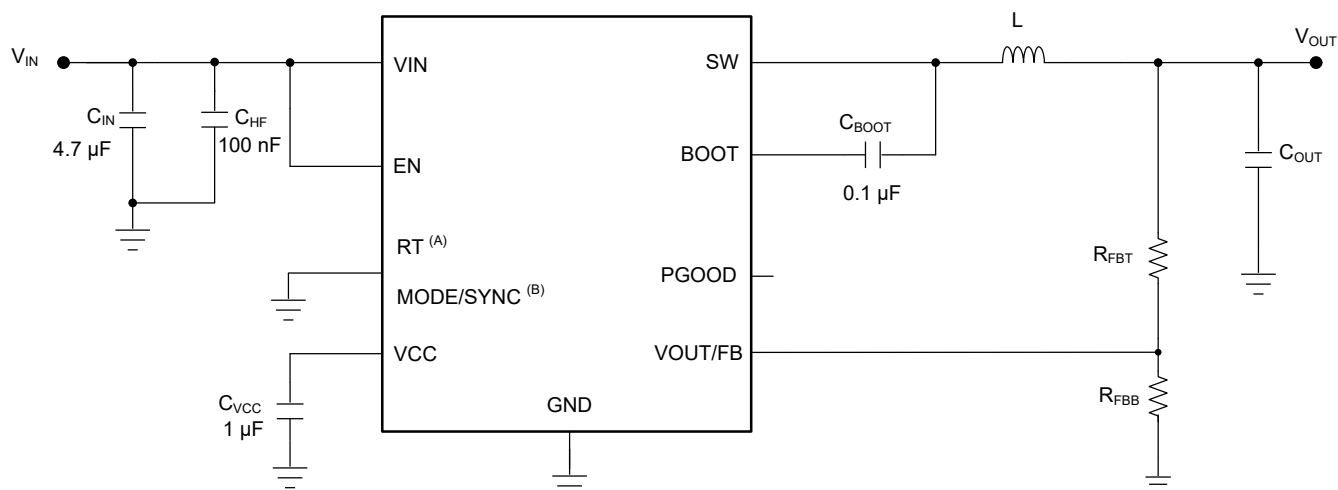 L
V_IN
VIN
SW
V_OUT
C_IN
4.7 µF
C_HF
100 nF
C_BOOT
0.1 µF
EN
BOOT
C_OUT
RT (A)
MODE/SYNC (B)
PGOOD
R_FBT
VCC
VOUT/FB
C_VCC
1 µF
GND
R_FBB